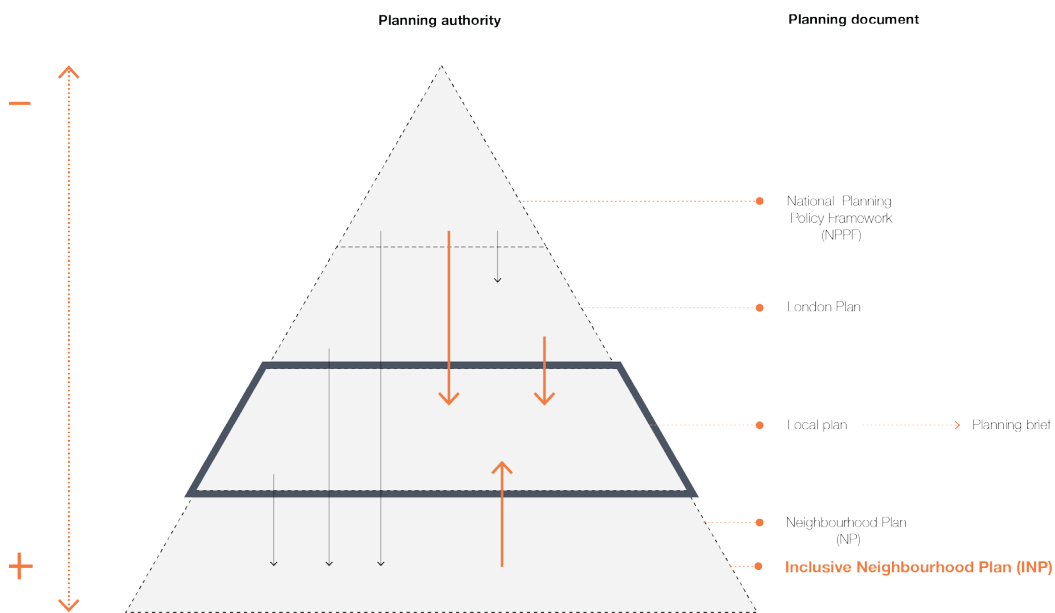 Planning authority
Planning document
−
National Planning
Policy Framework
(NPPF)
London Plan
Local plan
Planning brief
Neighbourhood Plan
(NP)
+
Inclusive Neighbourhood Plan (INP)